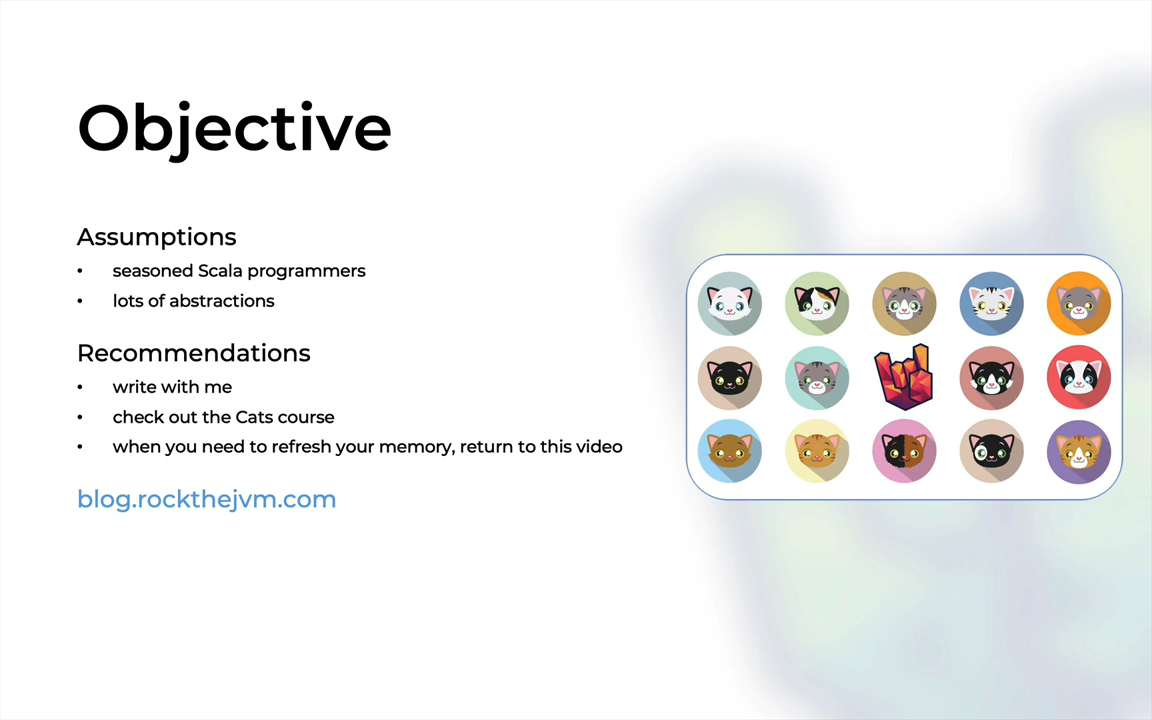 Objective
Assumptions
• seasoned Scala programmers
• lots of abstractions
Recommendations
• write with me
• check out the Cats course
• when you need to refresh your memory, return to this video
blog.rockthejvm.com